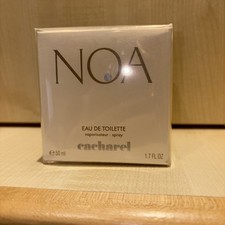 NOA
EAU DE TOILETTE
vaporisateur - spray
cacharel
e 50 ml 1.7 FL.OZ